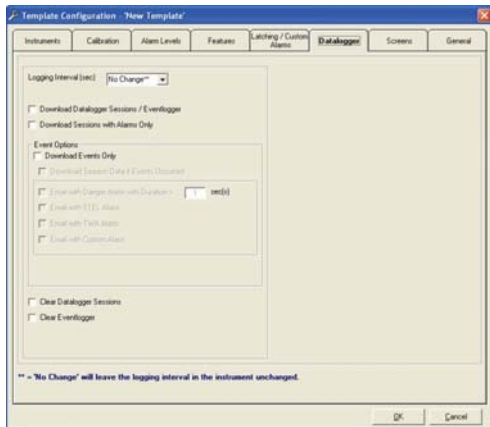 Template Configuration - 'New Template'
Instruments
Calibration
Alarm Levels
Features
Latching / Custom Alarms
Datalogger
Screens
General
Logging Interval (sec) No Change**
Download Datalogger Sessions / Eventlogger
Download Sessions with Alarms Only
Event Options
Download Events Only
Download Session Data if Events Occurred
Email with Danger Alarm with Duration > 1 sec(s)
Email with STEL Alarm
Email with TWA Alarm
Email with Custom Alarm
Clear Datalogger Sessions
Clear Eventlogger
** = 'No Change' will leave the logging interval in the instrument unchanged.
OK
Cancel